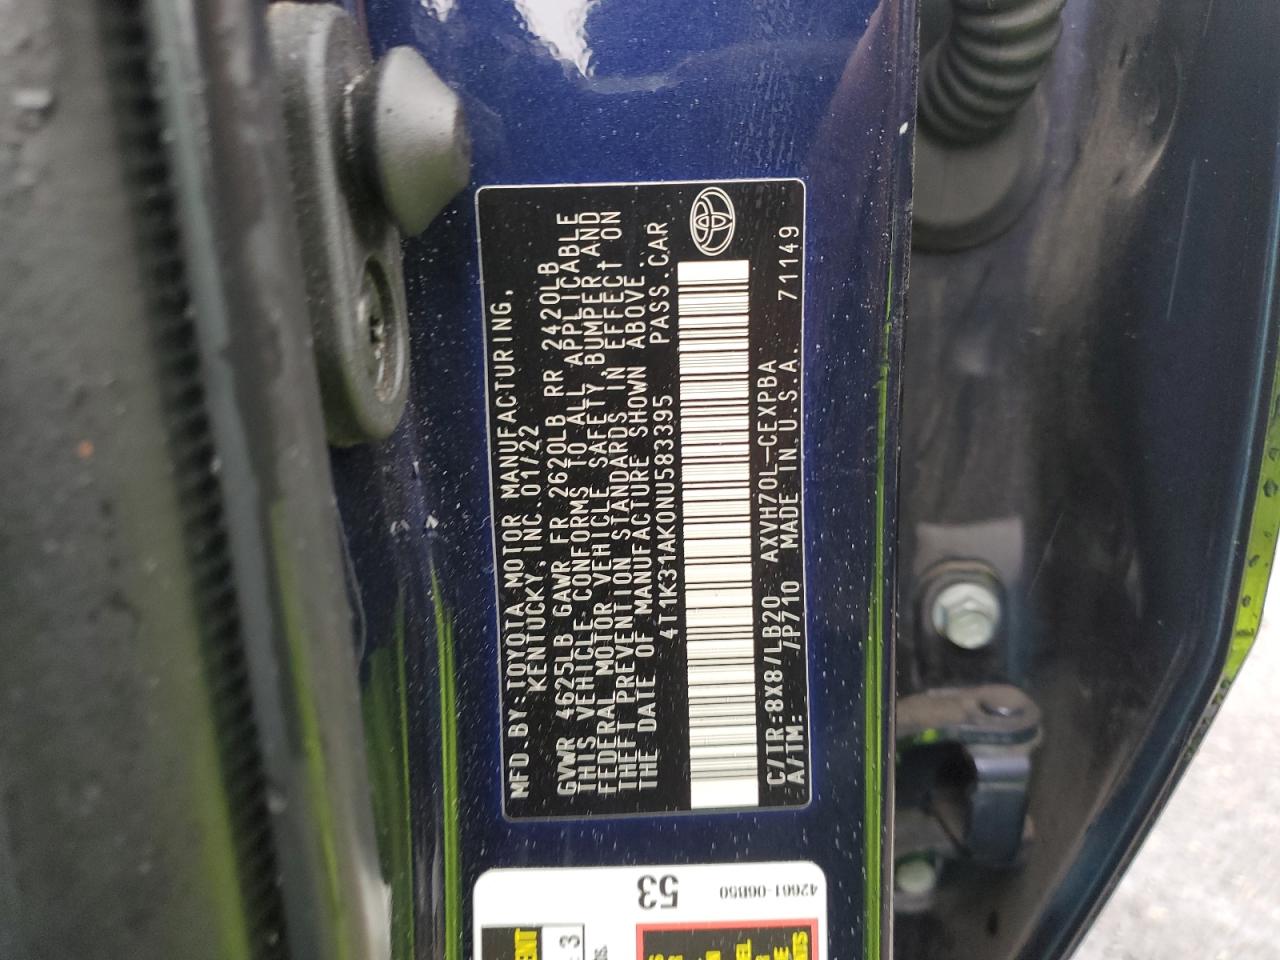 MFD.BY:TOYOTA MOTOR MANUFACTURING,
KENTUCKY,INC. 01/22
GVWR 4625LB GAWR FR 2620LB RR 2420LB
THIS VEHICLE CONFORMS TO ALL APPLICABLE
FEDERAL MOTOR VEHICLE SAFETY, BUMPER, AND
THEFT PREVENTION STANDARDS IN EFFECT ON
THE DATE OF MANUFACTURE SHOWN ABOVE.
4T1K31AK0NU583395 PASS.CAR
C/TR:8X8/LB20 AXVH70L-CEXPBA
A/TM: /P710 MADE IN U.S.A. 71149
53
42661-06B50
3